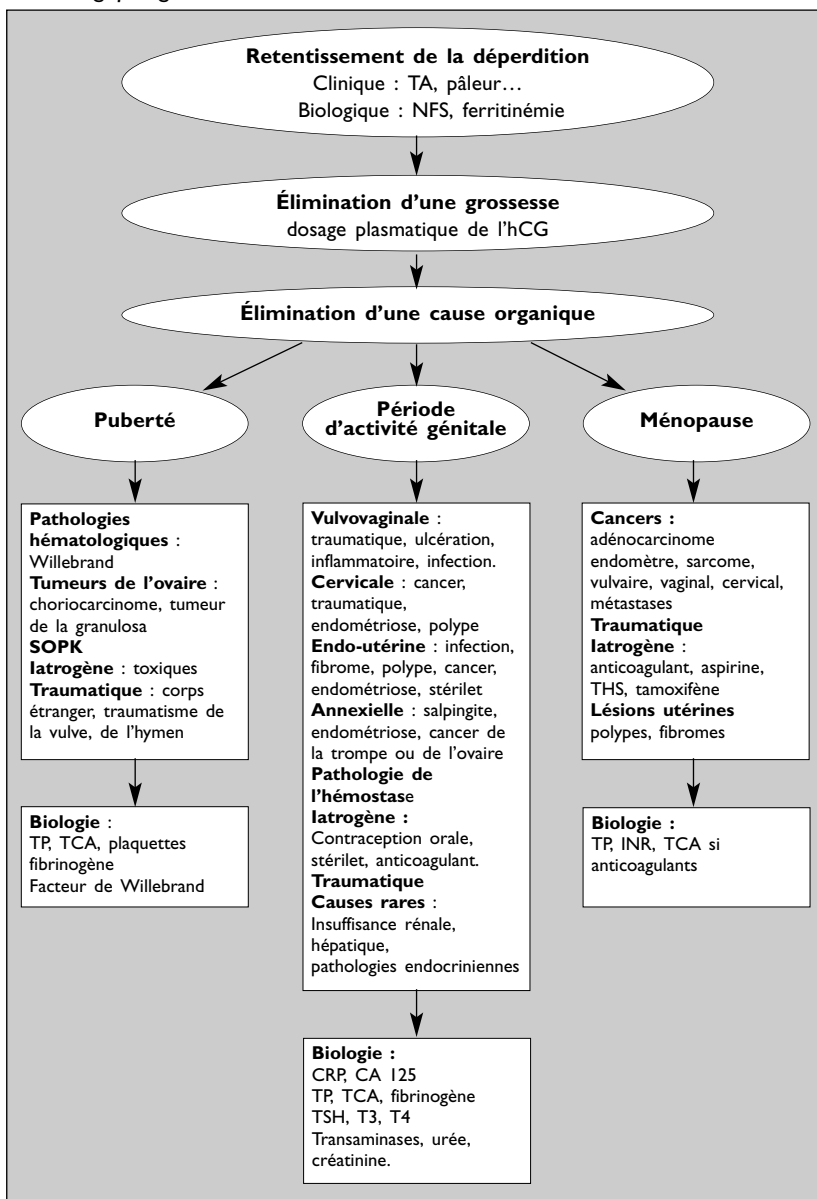 Retentissement de la déperdition
Clinique : TA, pâleur…
Biologique : NFS, ferritinémie
Élimination d'une grossesse
dosage plasmatique de l'hCG
Élimination d'une cause organique
Puberté
Période
d'activité génitale
Ménopause
Pathologies
hématologiques :
Willebrand
Tumeurs de l'ovaire :
choriocarcinome, tumeur
de la granulosa
SOPK
Iatrogène : toxiques
Traumatique : corps
étranger, traumatisme de
la vulve, de l'hymen
Biologie :
TP, TCA, plaquettes
fibrinogène
Facteur de Willebrand
Vulvovaginale :
traumatique, ulcération,
inflammatoire, infection.
Cervicale : cancer,
traumatique,
endométriose, polype
Endo-utérine : infection,
fibrome, polype, cancer,
endométriose, stérilet
Annexielle : salpingite,
endométriose, cancer de
la trompe ou de l'ovaire
Pathologie de
l'hémostase
Iatrogène :
Contraception orale,
stérilet, anticoagulant.
Traumatique
Causes rares :
Insuffisance rénale,
hépatique,
pathologies endocriniennes
Biologie :
CRP, CA 125
TP, TCA, fibrinogène
TSH, T3, T4
Transaminases, urée,
créatinine.
Cancers :
adénocarcinome
endomètre, sarcome,
vulvaire, vaginal, cervical,
métastases
Traumatique
Iatrogène :
anticoagulant, aspirine,
THS, tamoxifène
Lésions utérines
polypes, fibromes
Biologie :
TP, INR, TCA si
anticoagulants